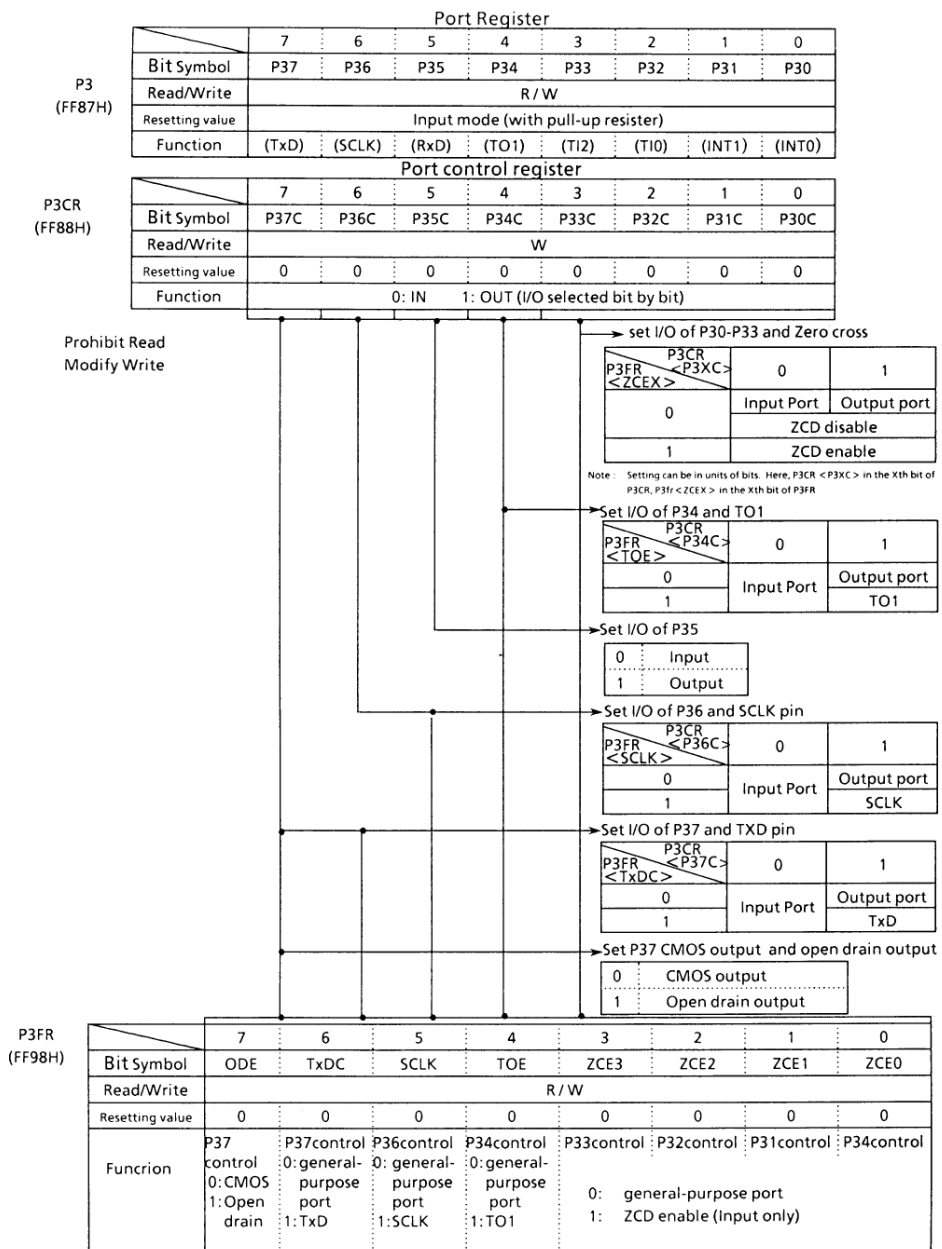 Port Register
7 6 5 4 3 2 1 0
Bit Symbol P37 P36 P35 P34 P33 P32 P31 P30
P3
(FF87H)
Read/Write R/W
Resetting value Input mode (with pull-up resister)
Function (TxD) (SCLK) (RxD) (TO1) (TI2) (TI0) (INT1) (INT0)
Port control register
P3CR
(FF88H)
7 6 5 4 3 2 1 0
Bit Symbol P37C P36C P35C P34C P33C P32C P31C P30C
Read/Write W
Resetting value 0 0 0 0 0 0 0 0
Function 0: IN 1: OUT (I/O selected bit by bit)
Prohibit Read
Modify Write
set I/O of P30-P33 and Zero cross
P3CR
<P3XC>
P3FR
<ZCEX>
0 1
0 Input Port Output port
ZCD disable
1 ZCD enable
Note : Setting can be in units of bits. Here, P3CR <P3XC> in the Xth bit of
P3CR, P3fr <ZCEX> in the Xth bit of P3FR
Set I/O of P34 and TO1
P3CR
<P34C>
P3FR
<TOE>
0 1
0 Input Port Output port
1 TO1
Set I/O of P35
0 Input
1 Output
Set I/O of P36 and SCLK pin
P3CR
<P36C>
P3FR
<SCLK>
0 1
0 Input Port Output port
1 SCLK
Set I/O of P37 and TXD pin
P3CR
<P37C>
P3FR
<TxDC>
0 1
0 Input Port Output port
1 TxD
Set P37 CMOS output and open drain output
0 CMOS output
1 Open drain output
P3FR
(FF98H)
7 6 5 4 3 2 1 0
Bit Symbol ODE TxDC SCLK TOE ZCE3 ZCE2 ZCE1 ZCE0
Read/Write R/W
Resetting value 0 0 0 0 0 0 0 0
Funcrion
P37
control
0: CMOS
1: Open
drain
P37control
0: general-
purpose
port
1: TxD
P36control
0: general-
purpose
port
1: SCLK
P34control
0: general-
purpose
port
1: TO1
P33control P32control P31control P34control
0: general-purpose port
1: ZCD enable (Input only)